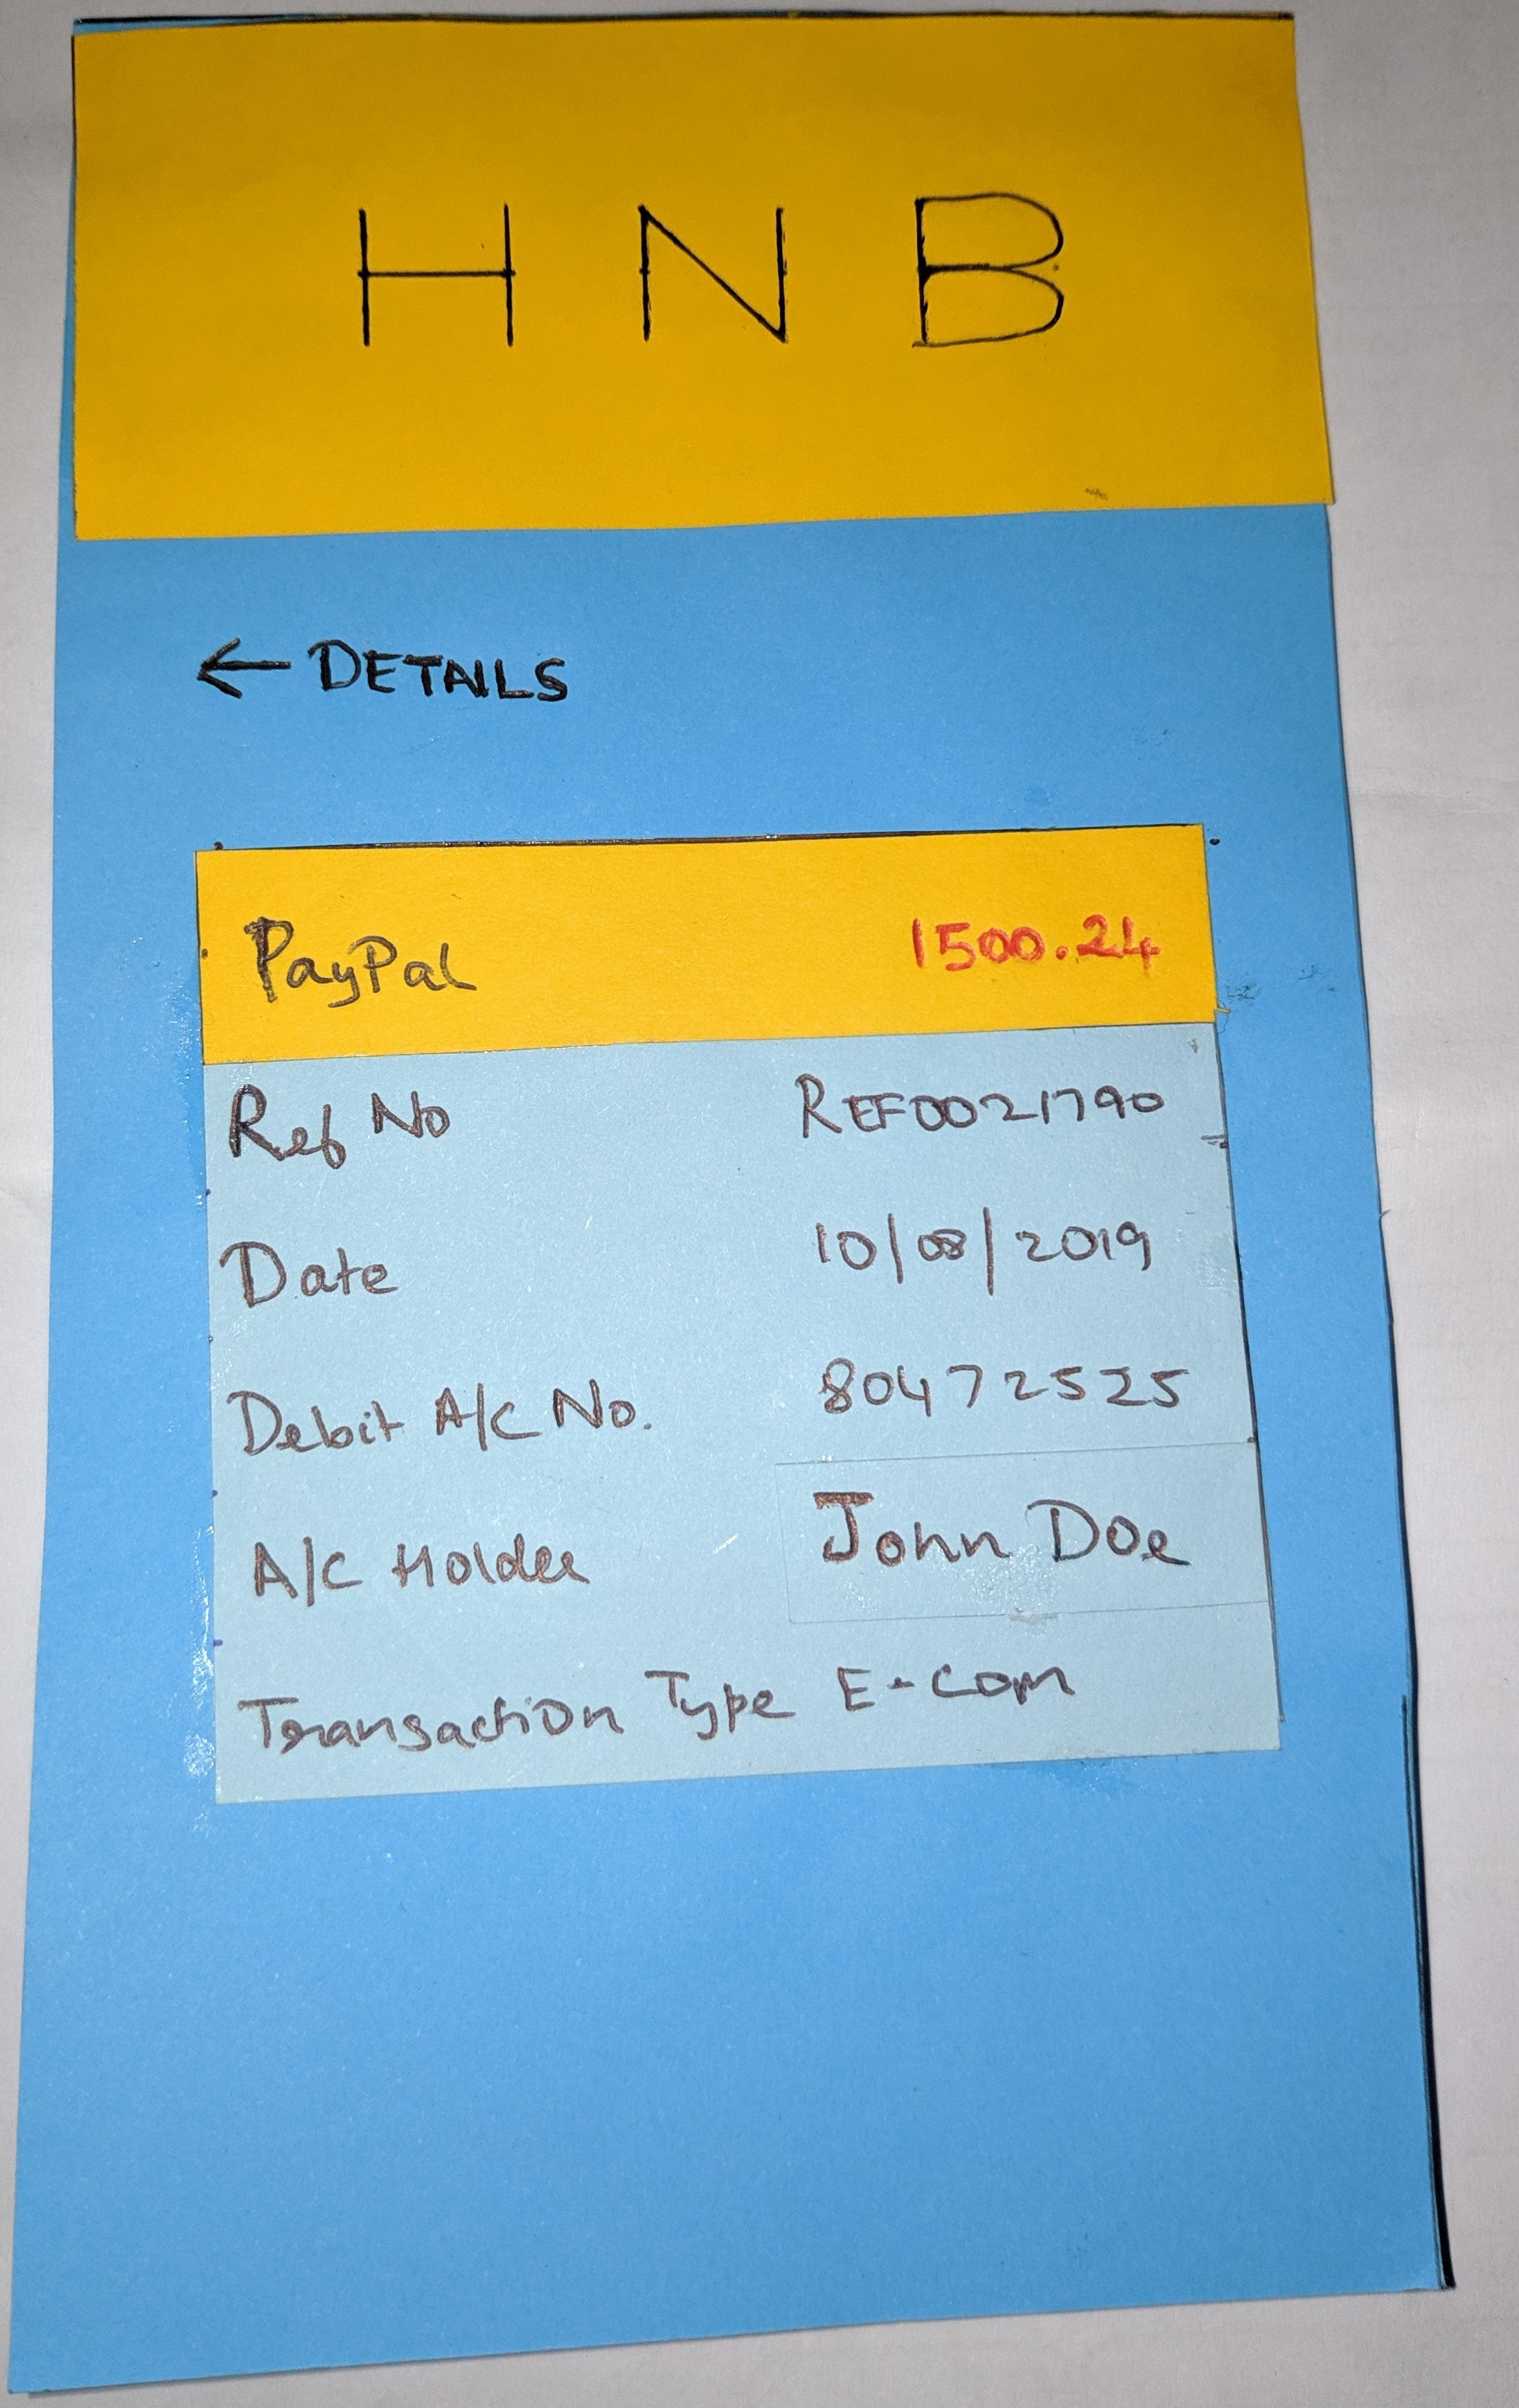 H N B
← DETAILS
PayPal 1500.24
Ref No REF0021790
Date 10/08/2019
Debit A/C No. 80472525
A/C Holder John Doe
Transaction Type E-com